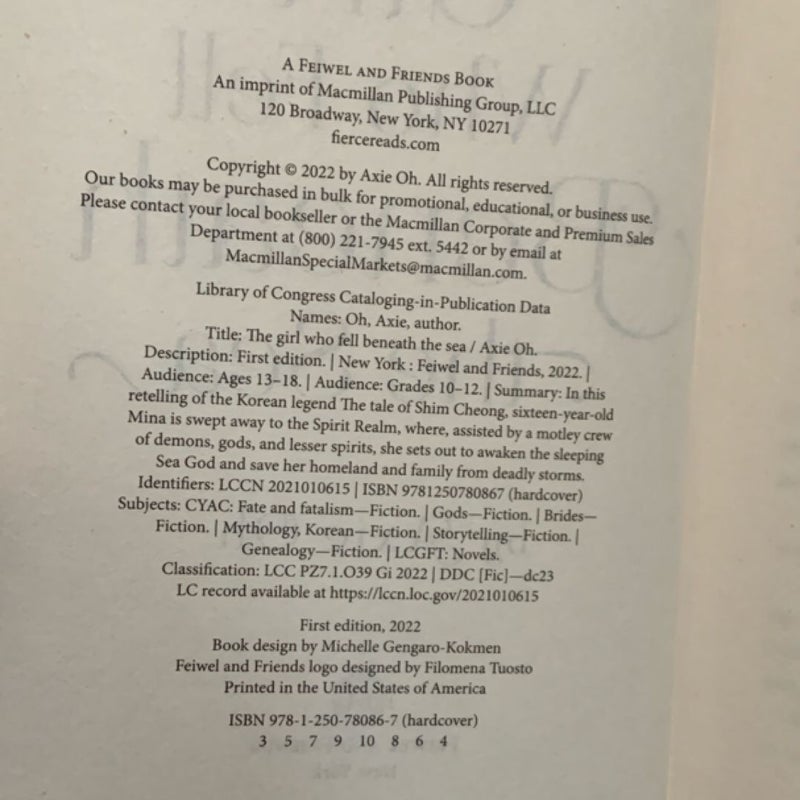 A Feiwel and Friends Book
An imprint of Macmillan Publishing Group, LLC
120 Broadway, New York, NY 10271
fiercereads.com
Copyright © 2022 by Axie Oh. All rights reserved.
Our books may be purchased in bulk for promotional, educational, or business use.
Please contact your local bookseller or the Macmillan Corporate and Premium Sales
Department at (800) 221-7945 ext. 5442 or by email at
MacmillanSpecialMarkets@macmillan.com.
Library of Congress Cataloging-in-Publication Data
Names: Oh, Axie, author.
Title: The girl who fell beneath the sea / Axie Oh.
Description: First edition. | New York : Feiwel and Friends, 2022. |
Audience: Ages 13–18. | Audience: Grades 10–12. | Summary: In this
retelling of the Korean legend The tale of Shim Cheong, sixteen-year-old
Mina is swept away to the Spirit Realm, where, assisted by a motley crew
of demons, gods, and lesser spirits, she sets out to awaken the sleeping
Sea God and save her homeland and family from deadly storms.
Identifiers: LCCN 2021010615 | ISBN 9781250780867 (hardcover)
Subjects: CYAC: Fate and fatalism—Fiction. | Gods—Fiction. | Brides—
Fiction. | Mythology, Korean—Fiction. | Storytelling—Fiction. |
Genealogy—Fiction. | LCGFT: Novels.
Classification: LCC PZ7.1.O39 Gi 2022 | DDC [Fic]—dc23
LC record available at https://lccn.loc.gov/2021010615
First edition, 2022
Book design by Michelle Gengaro-Kokmen
Feiwel and Friends logo designed by Filomena Tuosto
Printed in the United States of America
ISBN 978-1-250-78086-7 (hardcover)
3 5 7 9 10 8 6 4